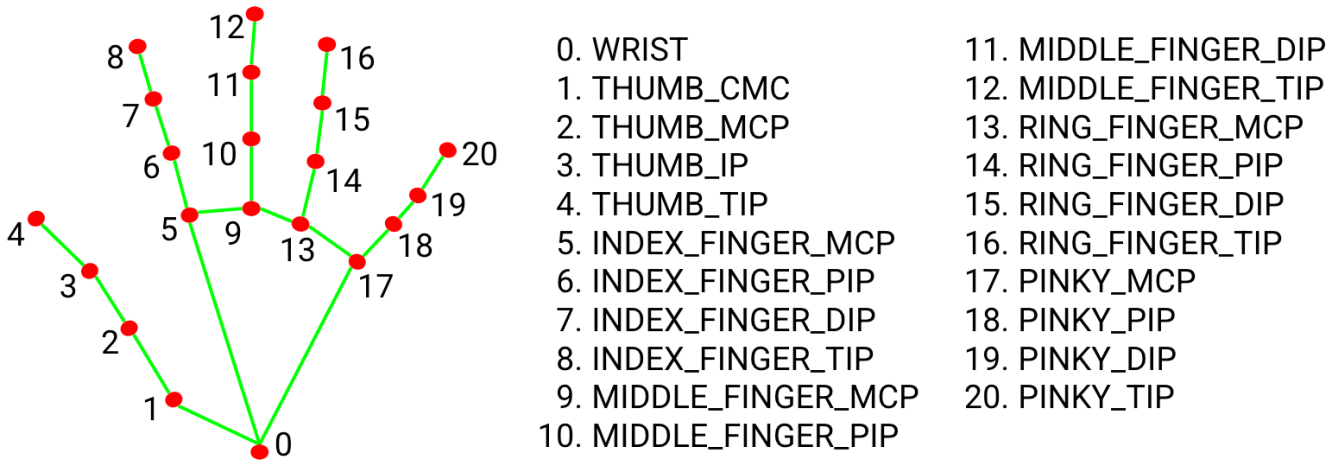 12
8
16
11
7
15
10
6
20
14
19
4
5
9
18
13
3
17
2
1
0
0. WRIST
1. THUMB_CMC
2. THUMB_MCP
3. THUMB_IP
4. THUMB_TIP
5. INDEX_FINGER_MCP
6. INDEX_FINGER_PIP
7. INDEX_FINGER_DIP
8. INDEX_FINGER_TIP
9. MIDDLE_FINGER_MCP
10. MIDDLE_FINGER_PIP
11. MIDDLE_FINGER_DIP
12. MIDDLE_FINGER_TIP
13. RING_FINGER_MCP
14. RING_FINGER_PIP
15. RING_FINGER_DIP
16. RING_FINGER_TIP
17. PINKY_MCP
18. PINKY_PIP
19. PINKY_DIP
20. PINKY_TIP